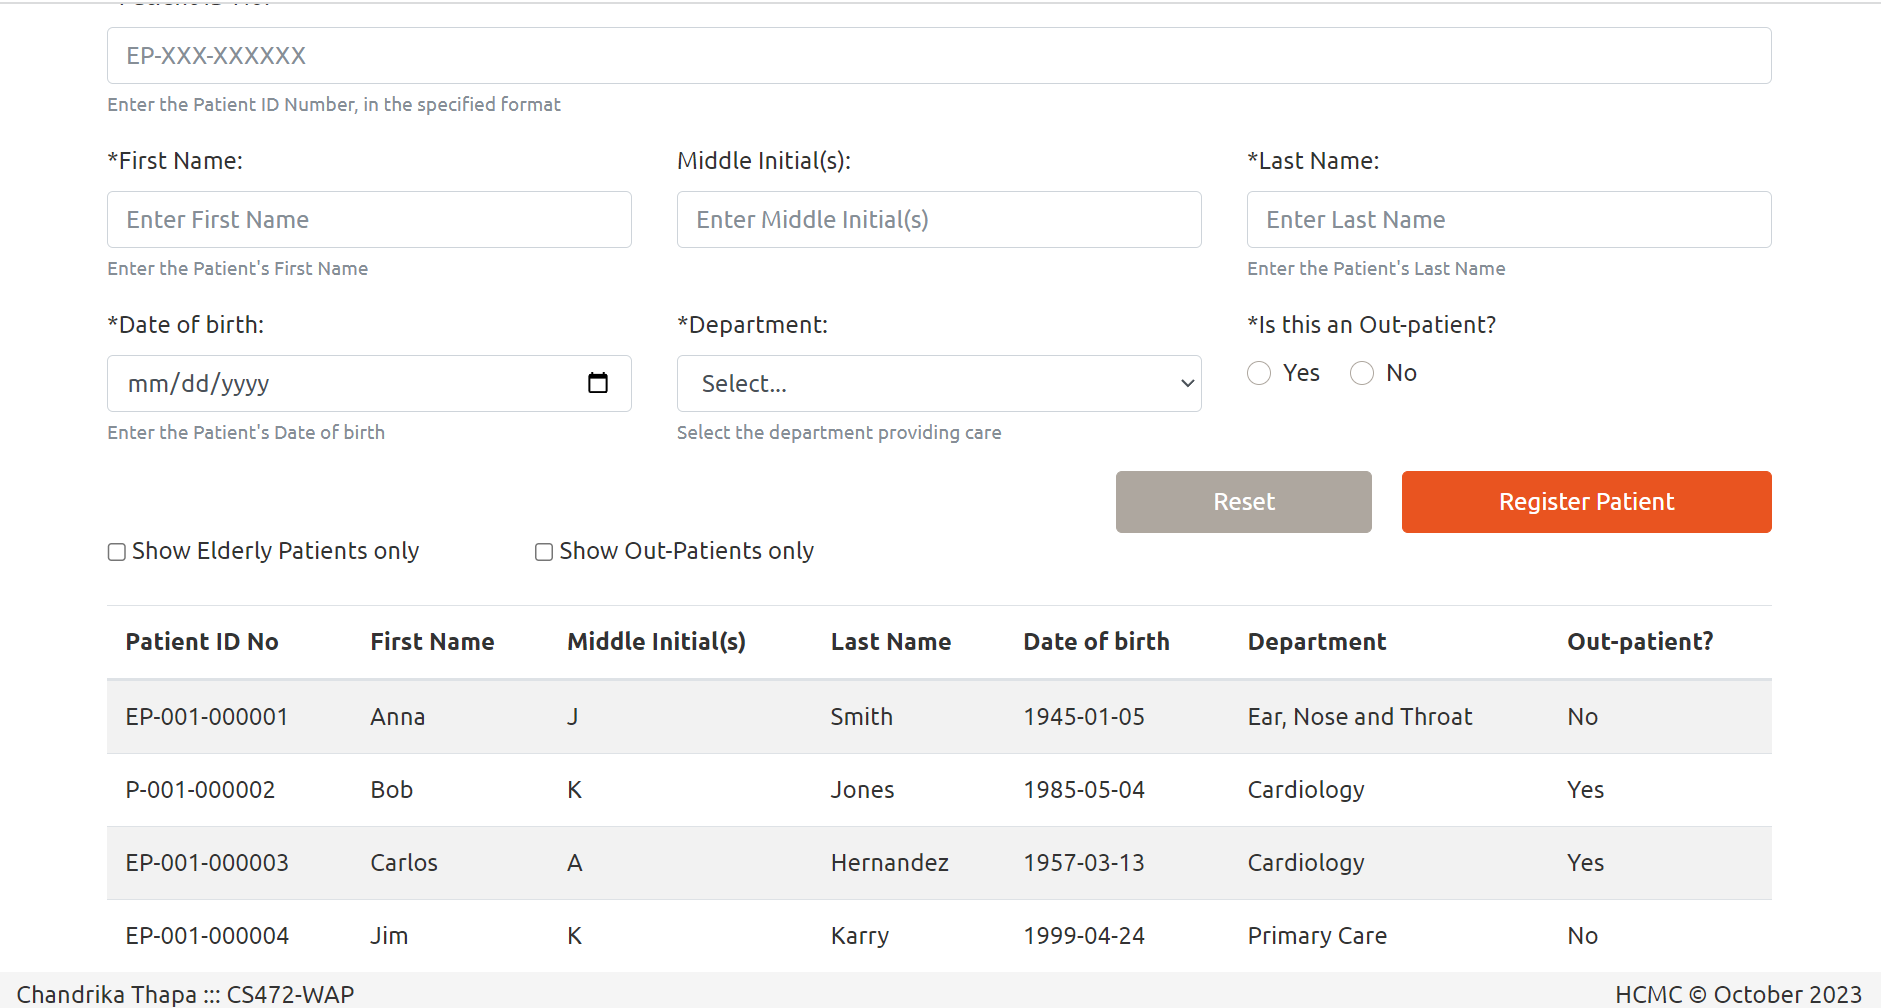 EP-XXX-XXXXXX
Enter the Patient ID Number, in the specified format
*First Name: Middle Initial(s): *Last Name:
Enter First Name Enter Middle Initial(s) Enter Last Name
Enter the Patient's First Name Enter the Patient's Last Name
*Date of birth: *Department: *Is this an Out-patient?
mm/dd/yyyy Select... Yes No
Enter the Patient's Date of birth Select the department providing care
Reset Register Patient
Show Elderly Patients only Show Out-Patients only
Patient ID No First Name Middle Initial(s) Last Name Date of birth Department Out-patient?
EP-001-000001 Anna J Smith 1945-01-05 Ear, Nose and Throat No
P-001-000002 Bob K Jones 1985-05-04 Cardiology Yes
EP-001-000003 Carlos A Hernandez 1957-03-13 Cardiology Yes
EP-001-000004 Jim K Karry 1999-04-24 Primary Care No
Chandrika Thapa ::: CS472-WAP HCMC © October 2023